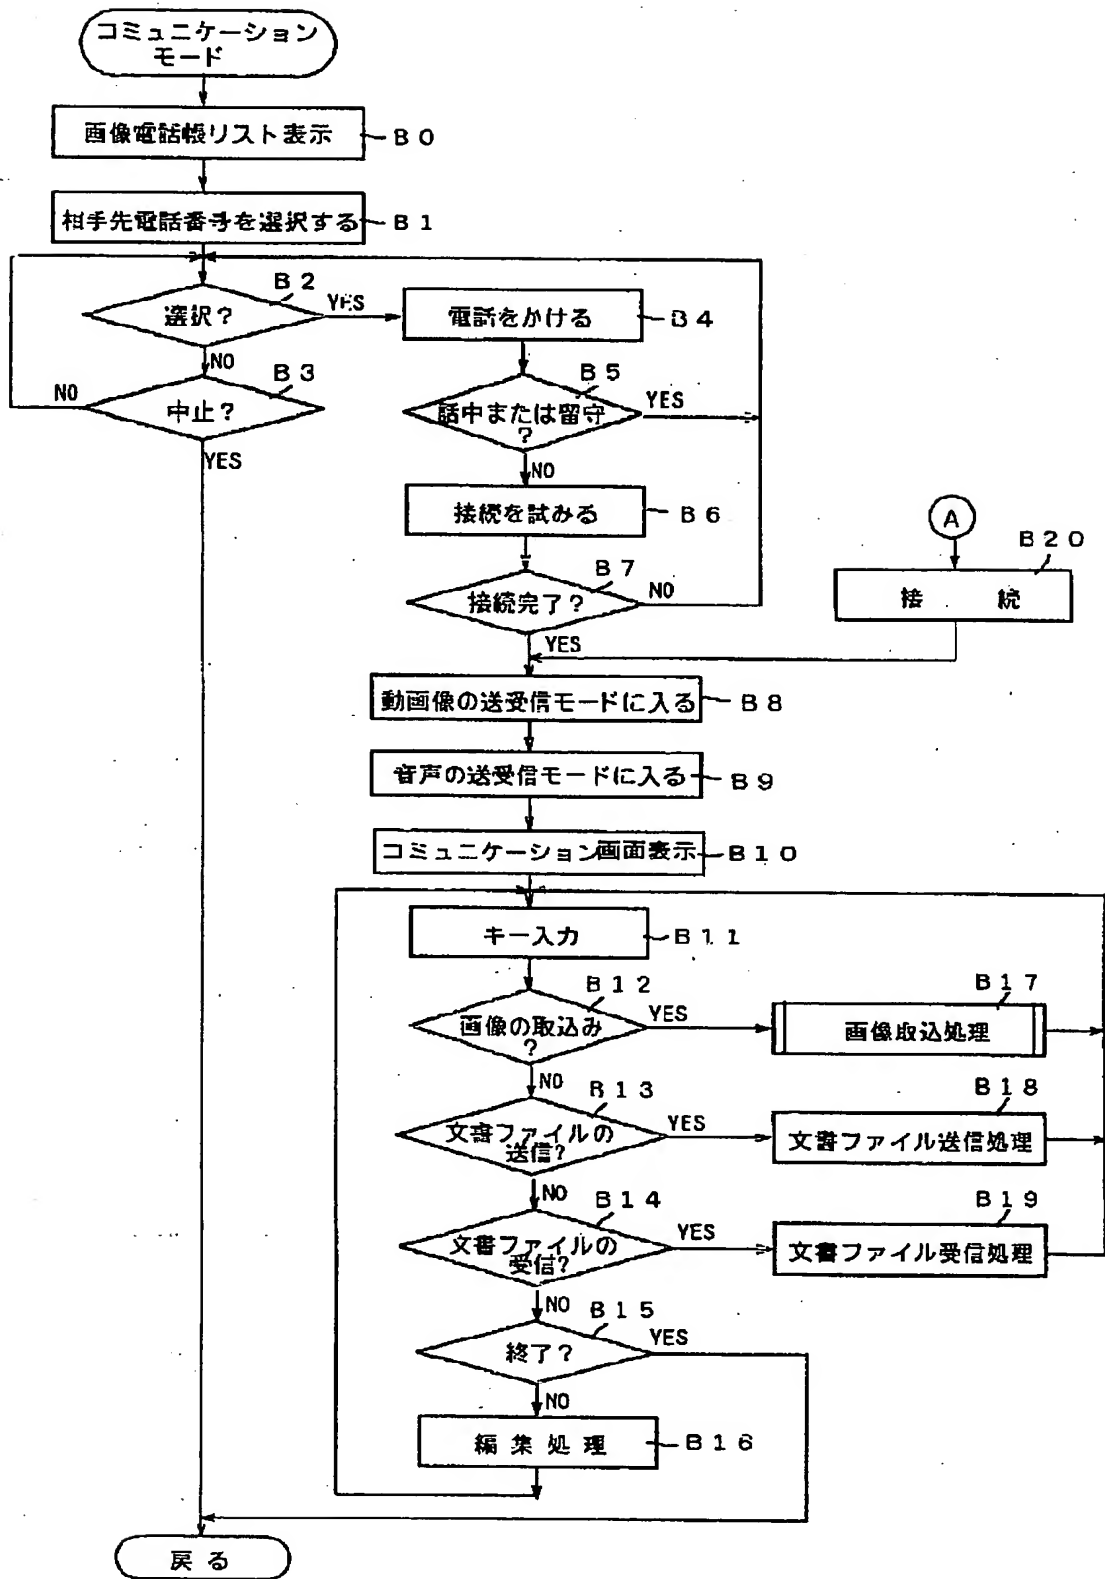 コミュニケーション
モード
画像電話帳リスト表示
B0
相手先電話番号を選択する
B1
B2
選択?
YES
NO
電話をかける
B4
B3
中止?
NO
YES
B5
話中または留守
?
YES
NO
接続を試みる
B6
B7
接続完了?
NO
YES
A
B20
接 続
動画像の送受信モードに入る
B8
音声の送受信モードに入る
B9
コミュニケーション画面表示
B10
キー入力
B11
B12
画像の取込み
?
YES
NO
B17
画像取込処理
B13
文書ファイルの
送信?
YES
NO
B18
文書ファイル送信処理
B14
文書ファイルの
受信?
YES
NO
B19
文書ファイル受信処理
B15
終了?
YES
NO
編集処理
B16
戻る